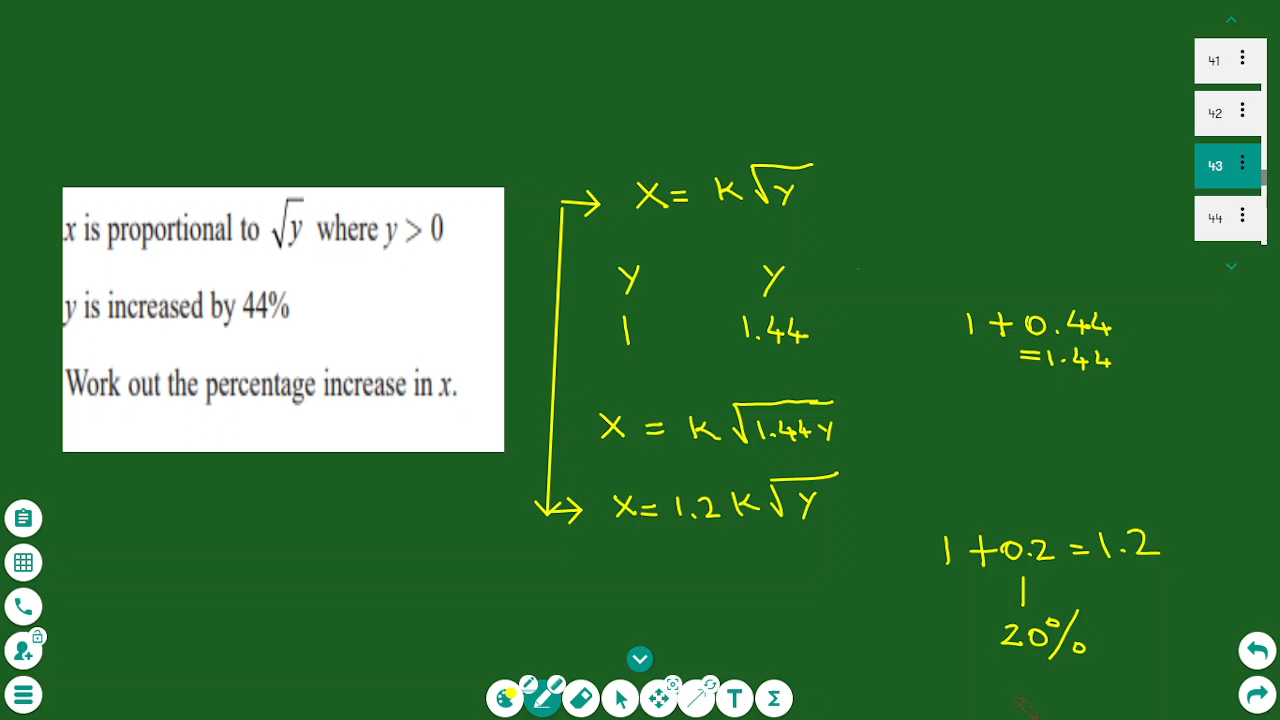 x is proportional to √y where y > 0
y is increased by 44%
Work out the percentage increase in x.
X = K√y
y y
1 1.44
X = K√1.44y
X = 1.2K√y
1 + 0.44
= 1.44
1 + 0.2 = 1.2
20%
41
42
43
44
T
Σ